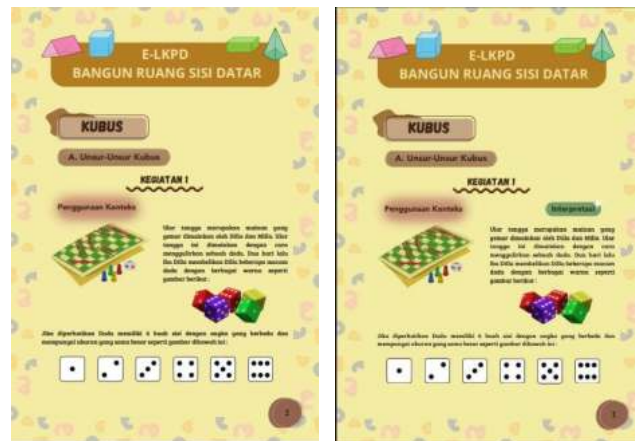 E-LKPD
BANGUN RUANG SISI DATAR
KUBUS
A. Unsur-Unsur Kubus
KEGIATAN 1
Penggunaan Konteks
Ular tangga merupakan mainan yang
gemar dimainkan oleh Dilla dan Milla. Ular
tangga ini dimainkan dengan cara
menggulirkan sebuah dadu. Dua hari lalu
Ibu Dilla membelikan Dilla beberapa macam
dadu dengan berbagai warna seperti
gambar berikut :
Jika diperhatikan Dadu memiliki 6 buah sisi dengan angka yang berbeda dan
mempunyai ukuran yang sama besar seperti gambar dibawah ini :
E-LKPD
BANGUN RUANG SISI DATAR
KUBUS
A. Unsur-Unsur Kubus
KEGIATAN 1
Penggunaan Konteks
Interpretasi
Ular tangga merupakan mainan yang
gemar dimainkan oleh Dilla dan Milla. Ular
tangga ini dimainkan dengan cara
menggulirkan sebuah dadu. Dua hari lalu
Ibu Dilla membelikan Dilla beberapa macam
dadu dengan berbagai warna seperti
gambar berikut :
Jika diperhatikan Dadu memiliki 6 buah sisi dengan angka yang berbeda dan
mempunyai ukuran yang sama besar seperti gambar dibawah ini :